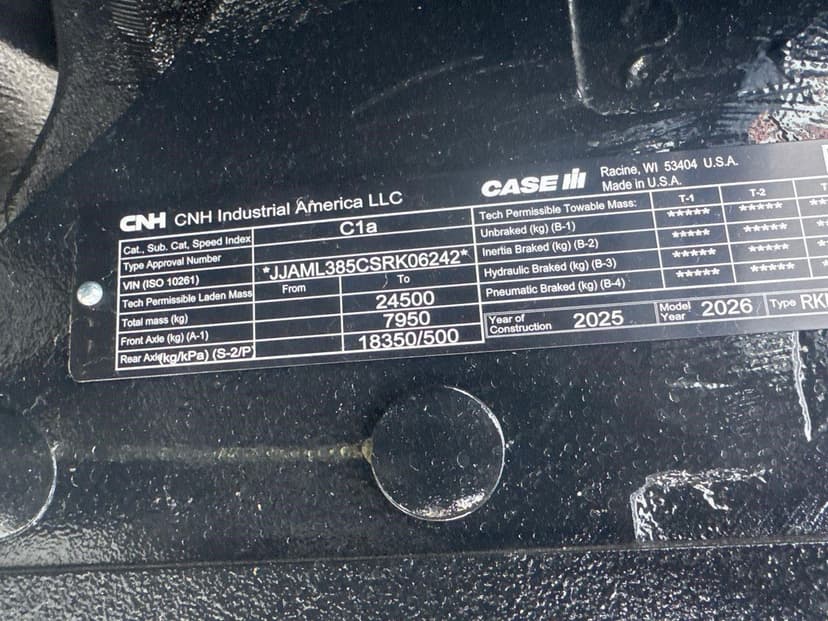 CNH CNH Industrial America LLC
CASE IH Racine, WI 53404 U.S.A.
Made in U.S.A.
Cat., Sub. Cat, Speed Index C1a
Type Approval Number
VIN (ISO 10261) *JJAML385CSRK06242*
Tech Permissible Laden Mass From To
Total mass (kg) 24500
Front Axle (kg) (A-1) 7950
Rear Axle(kg/kPa) (S-2/P) 18350/500
Tech Permissible Towable Mass: T-1 T-2 T
Unbraked (kg) (B-1) ***** *****
Inertia Braked (kg) (B-2) ***** *****
Hydraulic Braked (kg) (B-3) ***** *****
Pneumatic Braked (kg) (B-4) ***** *****
Year of Construction 2025 Model Year 2026 Type RK